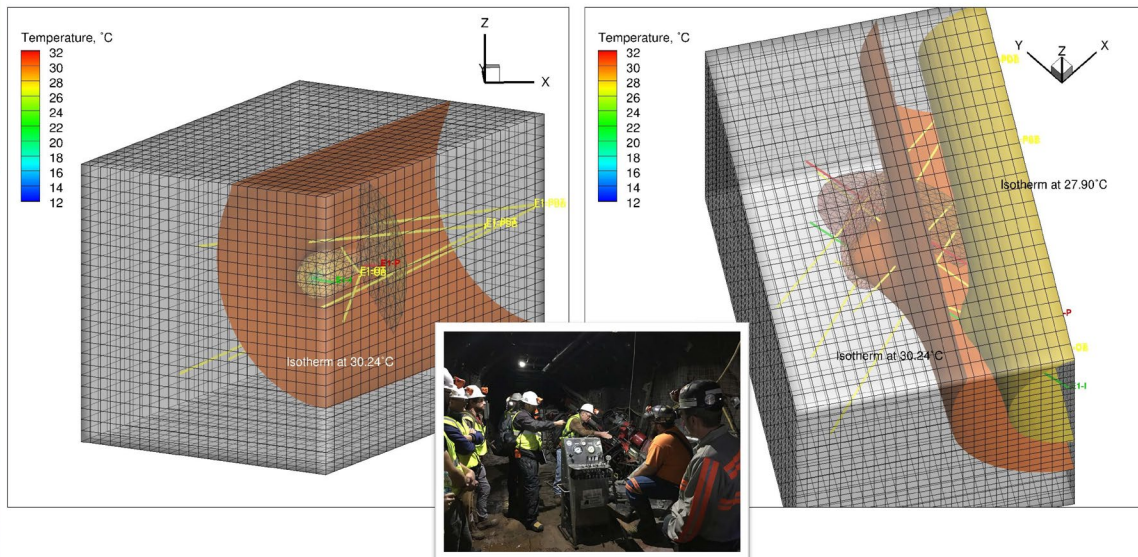 Temperature, °C
32
30
28
26
24
22
20
18
16
14
12
Z
Y
X
E1-P
Isotherm at 30.24°C
Temperature, °C
32
30
28
26
24
22
20
18
16
14
12
Y
Z
X
Isotherm at 27.90°C
Isotherm at 30.24°C
-P
E1-I